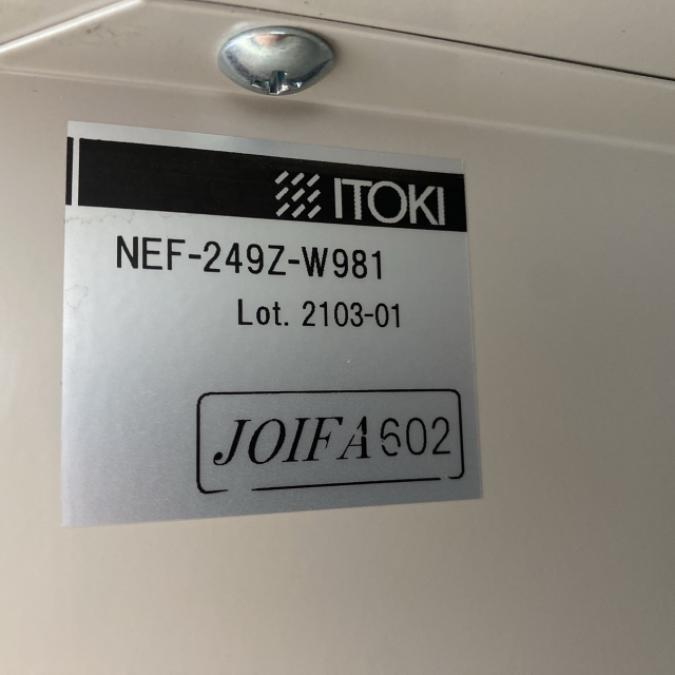 ITOKI
NEF-249Z-W981
Lot. 2103-01
JOIFA602